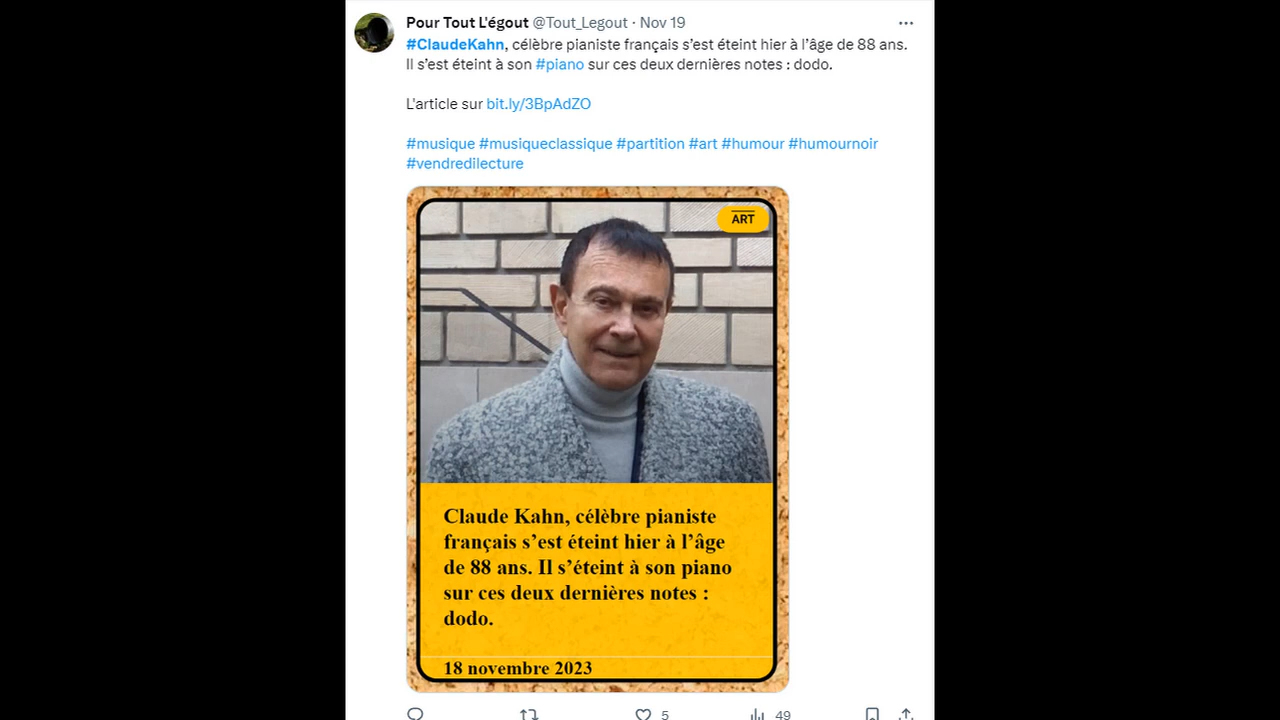 Pour Tout L'égout @Tout_Legout · Nov 19
#ClaudeKahn, célèbre pianiste français s’est éteint hier à l’âge de 88 ans.
Il s’est éteint à son #piano sur ces deux dernières notes : dodo.
L'article sur bit.ly/3BpAdZO
#musique #musiqueclassique #partition #art #humour #humournoir
#vendredilecture
ART
Claude Kahn, célèbre pianiste
français s’est éteint hier à l’âge
de 88 ans. Il s’éteint à son piano
sur ces deux dernières notes :
dodo.
18 novembre 2023
5
49